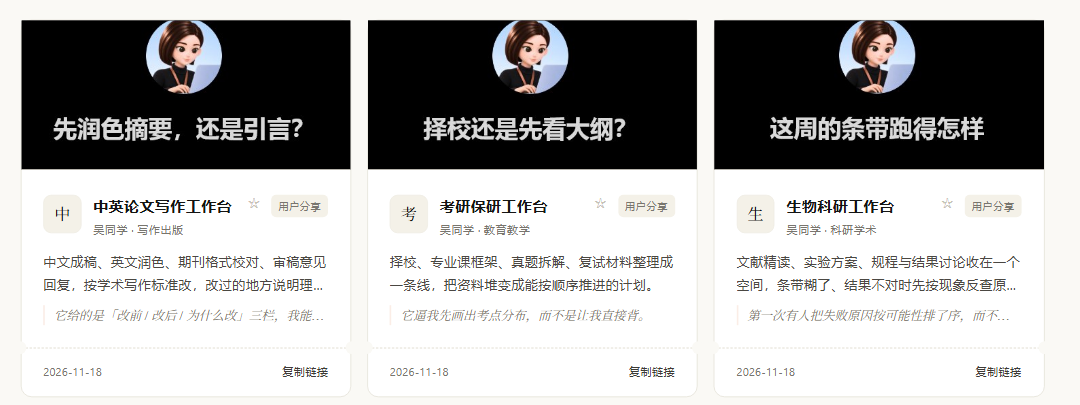 先润色摘要，还是引言？
中
中英论文写作工作台
☆
用户分享
吴同学 · 写作出版
中文成稿、英文润色、期刊格式校对、审稿意见
回复，按学术写作标准改，改过的地方说明理...
它给的是「改前 / 改后 / 为什么改」三栏，我能...
2026-11-18
复制链接
择校还是先看大纲？
考
考研保研工作台
☆
用户分享
吴同学 · 教育教学
择校、专业课框架、真题拆解、复试材料整理成
一条线，把资料堆变成能按顺序推进的计划。
它逼我先画出考点分布，而不是让我直接背。
2026-11-18
复制链接
这周的条带跑得怎样
生
生物科研工作台
☆
用户分享
吴同学 · 科研学术
文献精读、实验方案、规程与结果讨论收在一个
空间，条带糊了、结果不对时先按现象反查原...
第一次有人把失败原因按可能性排了序，而不...
2026-11-18
复制链接